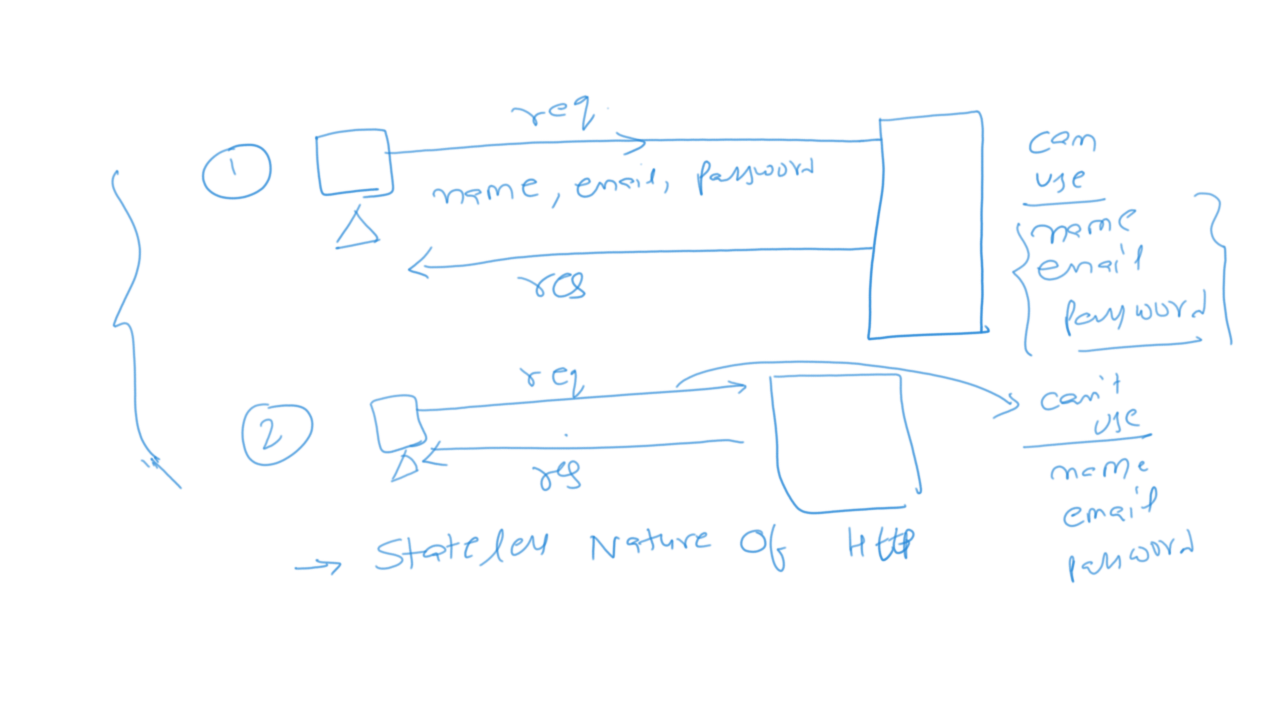 req
1
name, email, password
res
can
use
name
email
password
req
2
res
can't
use
name
email
password
→ Stateless Nature Of Http